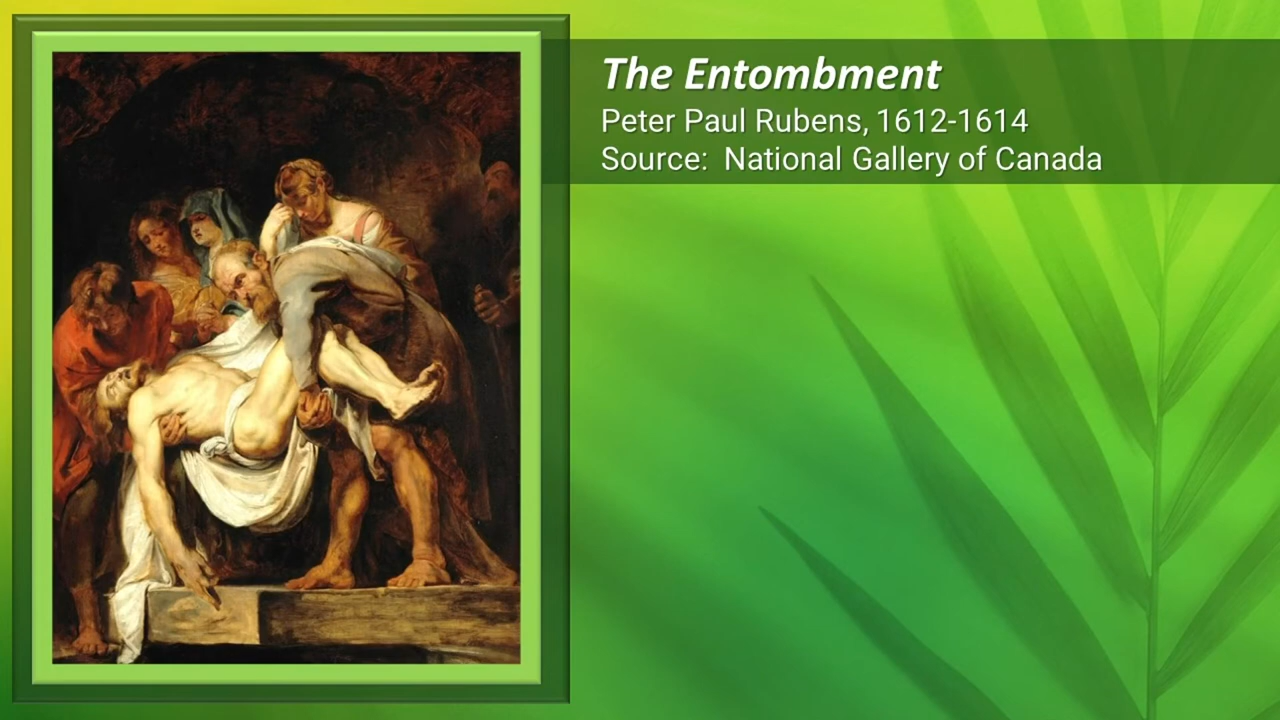 The Entombment
Peter Paul Rubens, 1612-1614
Source:  National Gallery of Canada